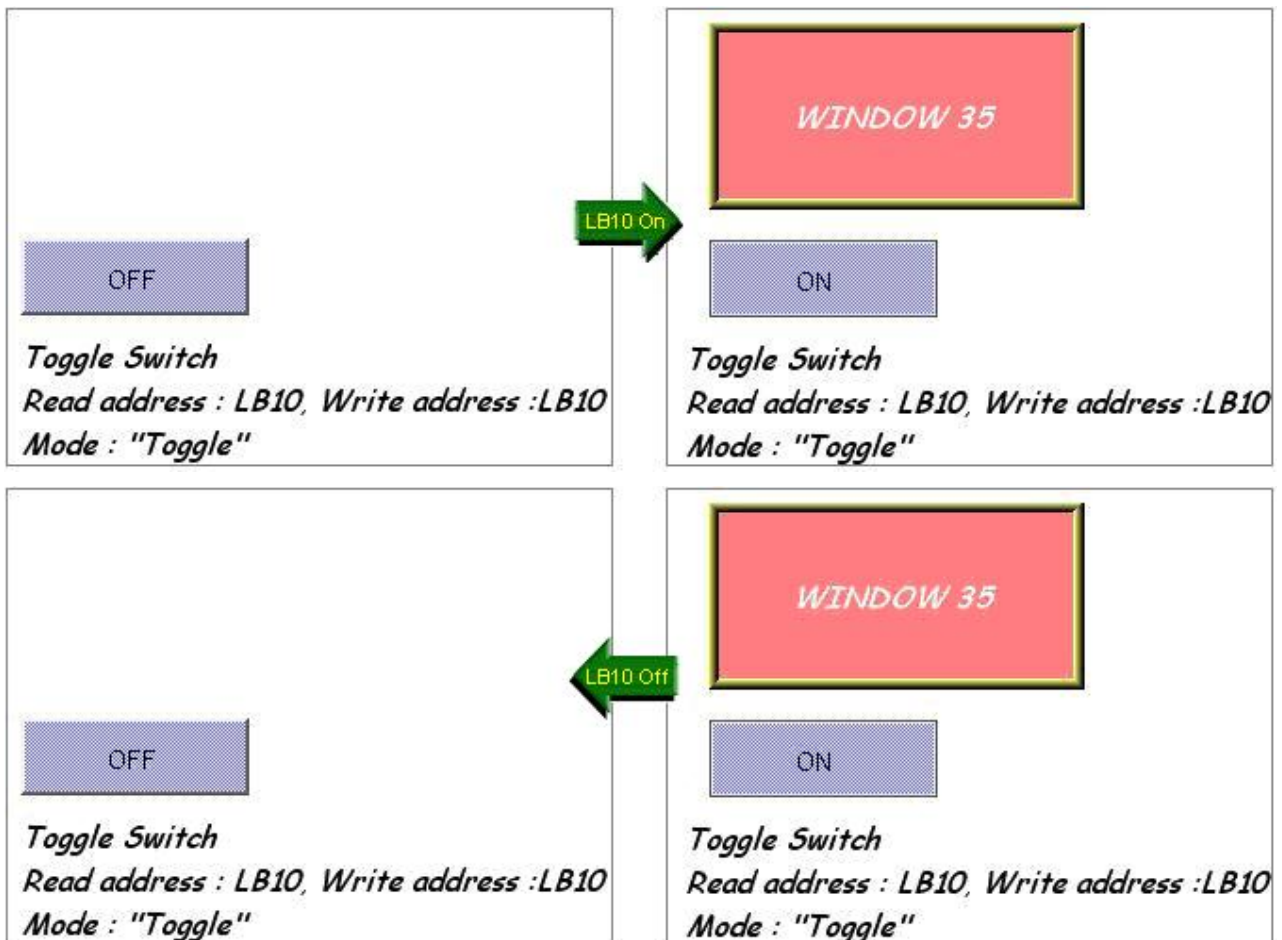 WINDOW 35
LB10 On
OFF
ON
Toggle Switch
Read address : LB10, Write address :LB10
Mode : "Toggle"
Toggle Switch
Read address : LB10, Write address :LB10
Mode : "Toggle"
WINDOW 35
LB10 Off
OFF
ON
Toggle Switch
Read address : LB10, Write address :LB10
Mode : "Toggle"
Toggle Switch
Read address : LB10, Write address :LB10
Mode : "Toggle"